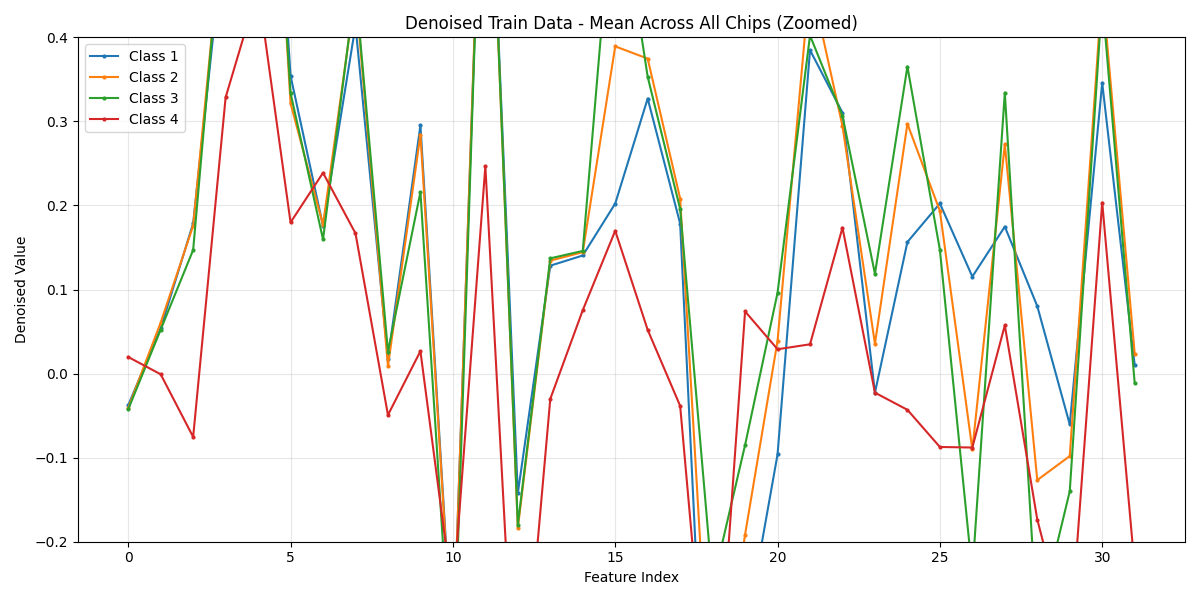 Denoised Train Data - Mean Across All Chips (Zoomed)
Class 1
Class 2
Class 3
Class 4
Denoised Value
0.4
0.3
0.2
0.1
0.0
−0.1
−0.2
0 5 10 15 20 25 30
Feature Index